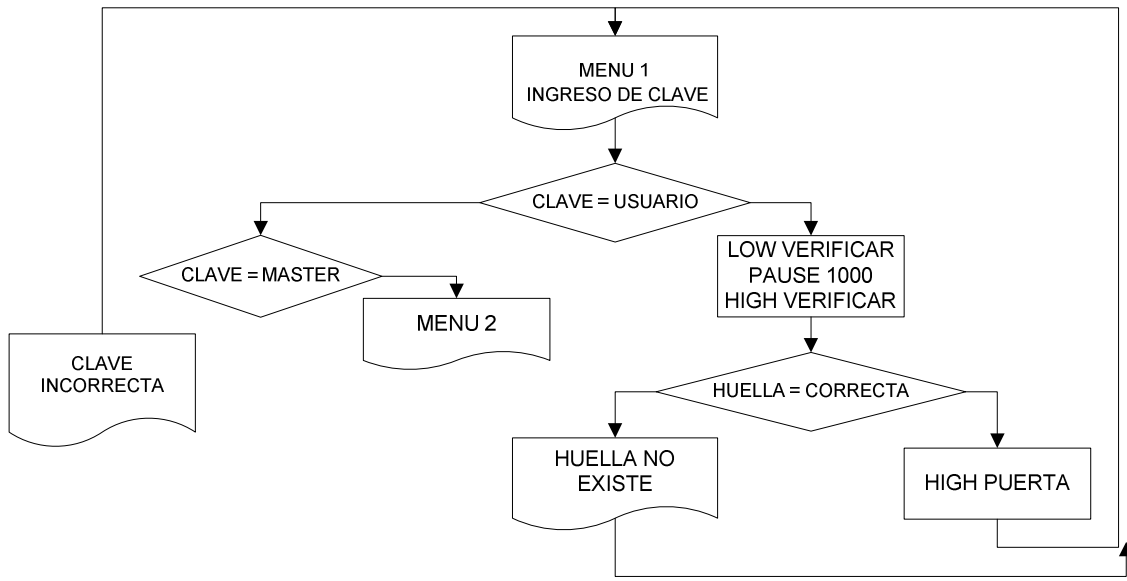 MENU 1
INGRESO DE CLAVE
CLAVE = USUARIO
CLAVE = MASTER
LOW VERIFICAR
PAUSE 1000
HIGH VERIFICAR
MENU 2
CLAVE
INCORRECTA
HUELLA = CORRECTA
HUELLA NO
EXISTE
HIGH PUERTA